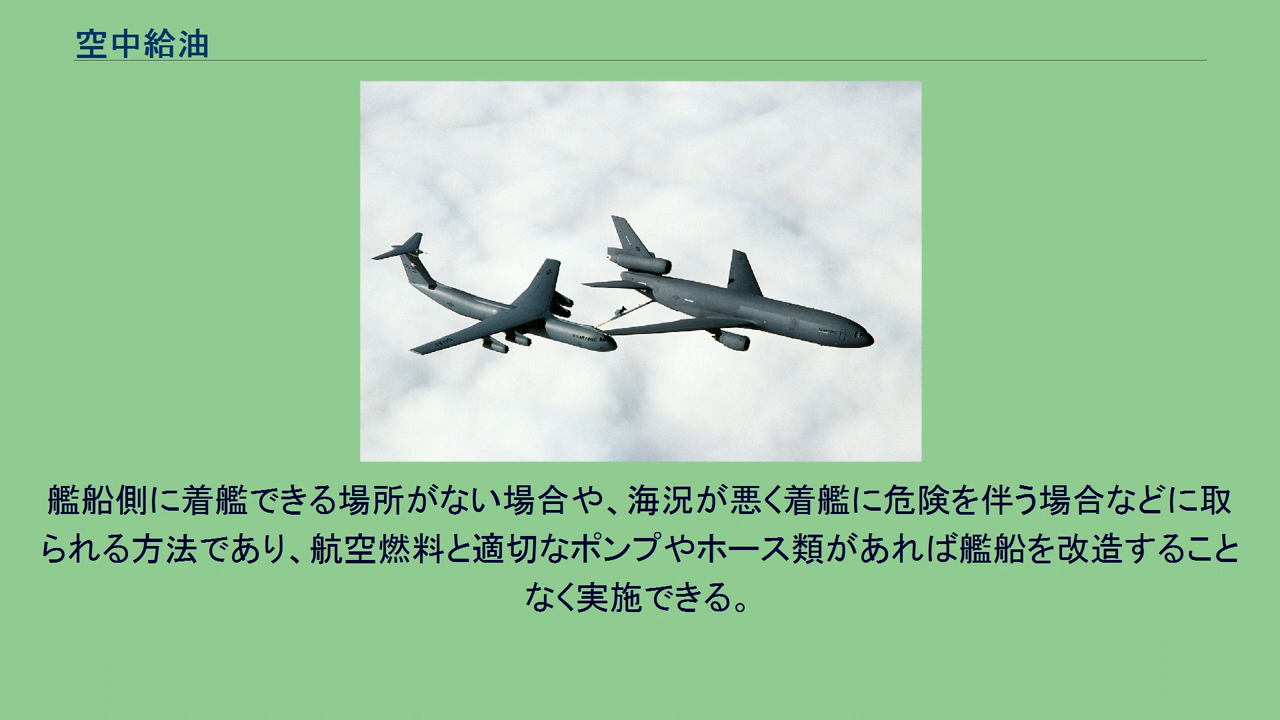 空中給油
艦船側に着艦できる場所がない場合や、海況が悪く着艦に危険を伴う場合などに取
られる方法であり、航空燃料と適切なポンプやホース類があれば艦船を改造すること
なく実施できる。